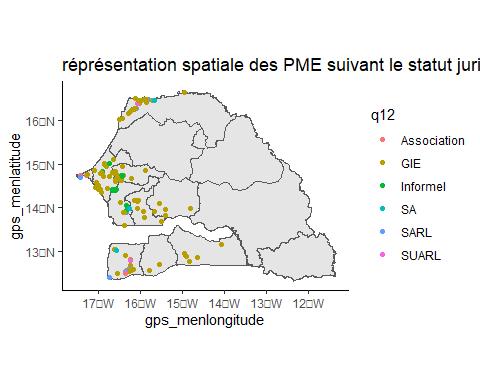 réprésentation spatiale des PME suivant le statut juri
gps_menlatitude
16□N
15□N
14□N
13□N
17□W 16□W 15□W 14□W 13□W 12□W
gps_menlongitude
q12
Association
GIE
Informel
SA
SARL
SUARL